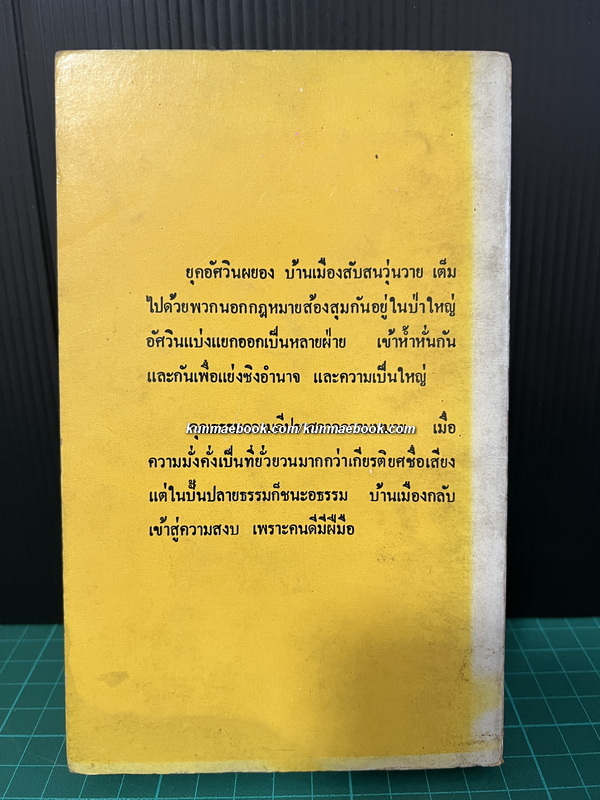 ยุคอัศวินผยอง บ้านเมืองสับสนวุ่นวาย เต็ม
ไปด้วยพวกนอกกฎหมายส้องสุมกันอยู่ในป่าใหญ่
อัศวินแบ่งแยกออกเป็นหลายฝ่าย เข้าห้ำหั่นกัน
และกันเพื่อแย่งชิงอำนาจ และความเป็นใหญ่
kunmaebook.com/kunmaebook.com เมื่อ
ความมั่งคั่งเป็นที่ยั่วยวนมากกว่าเกียรติยศชื่อเสียง
แต่ในบั้นปลายธรรมก็ชนะอธรรม บ้านเมืองกลับ
เข้าสู่ความสงบ เพราะคนดีมีฝีมือ